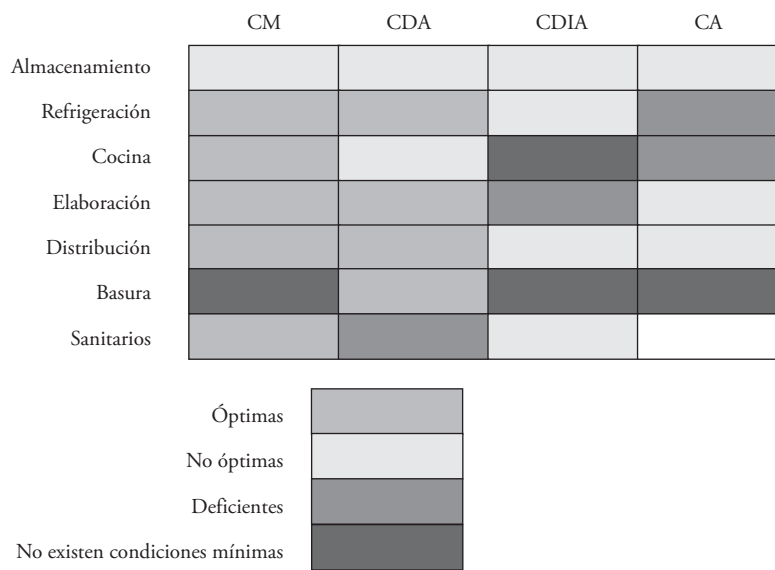 CM CDA CDIA CA
Almacenamiento
Refrigeración
Cocina
Elaboración
Distribución
Basura
Sanitarios
Óptimas
No óptimas
Deficientes
No existen condiciones mínimas